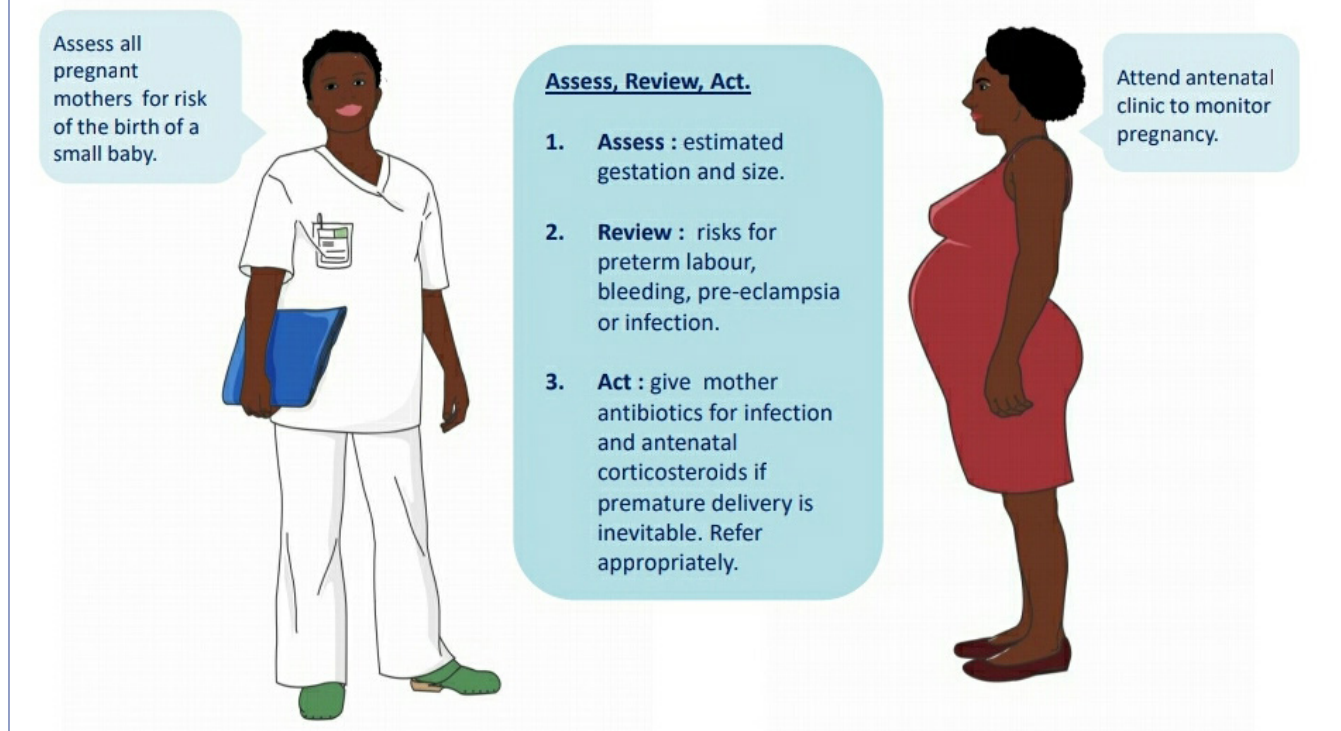 Assess all
pregnant
mothers for risk
of the birth of a
small baby.
Assess, Review, Act.
1. Assess : estimated
gestation and size.
2. Review : risks for
preterm labour,
bleeding, pre-eclampsia
or infection.
3. Act : give mother
antibiotics for infection
and antenatal
corticosteroids if
premature delivery is
inevitable. Refer
appropriately.
Attend antenatal
clinic to monitor
pregnancy.